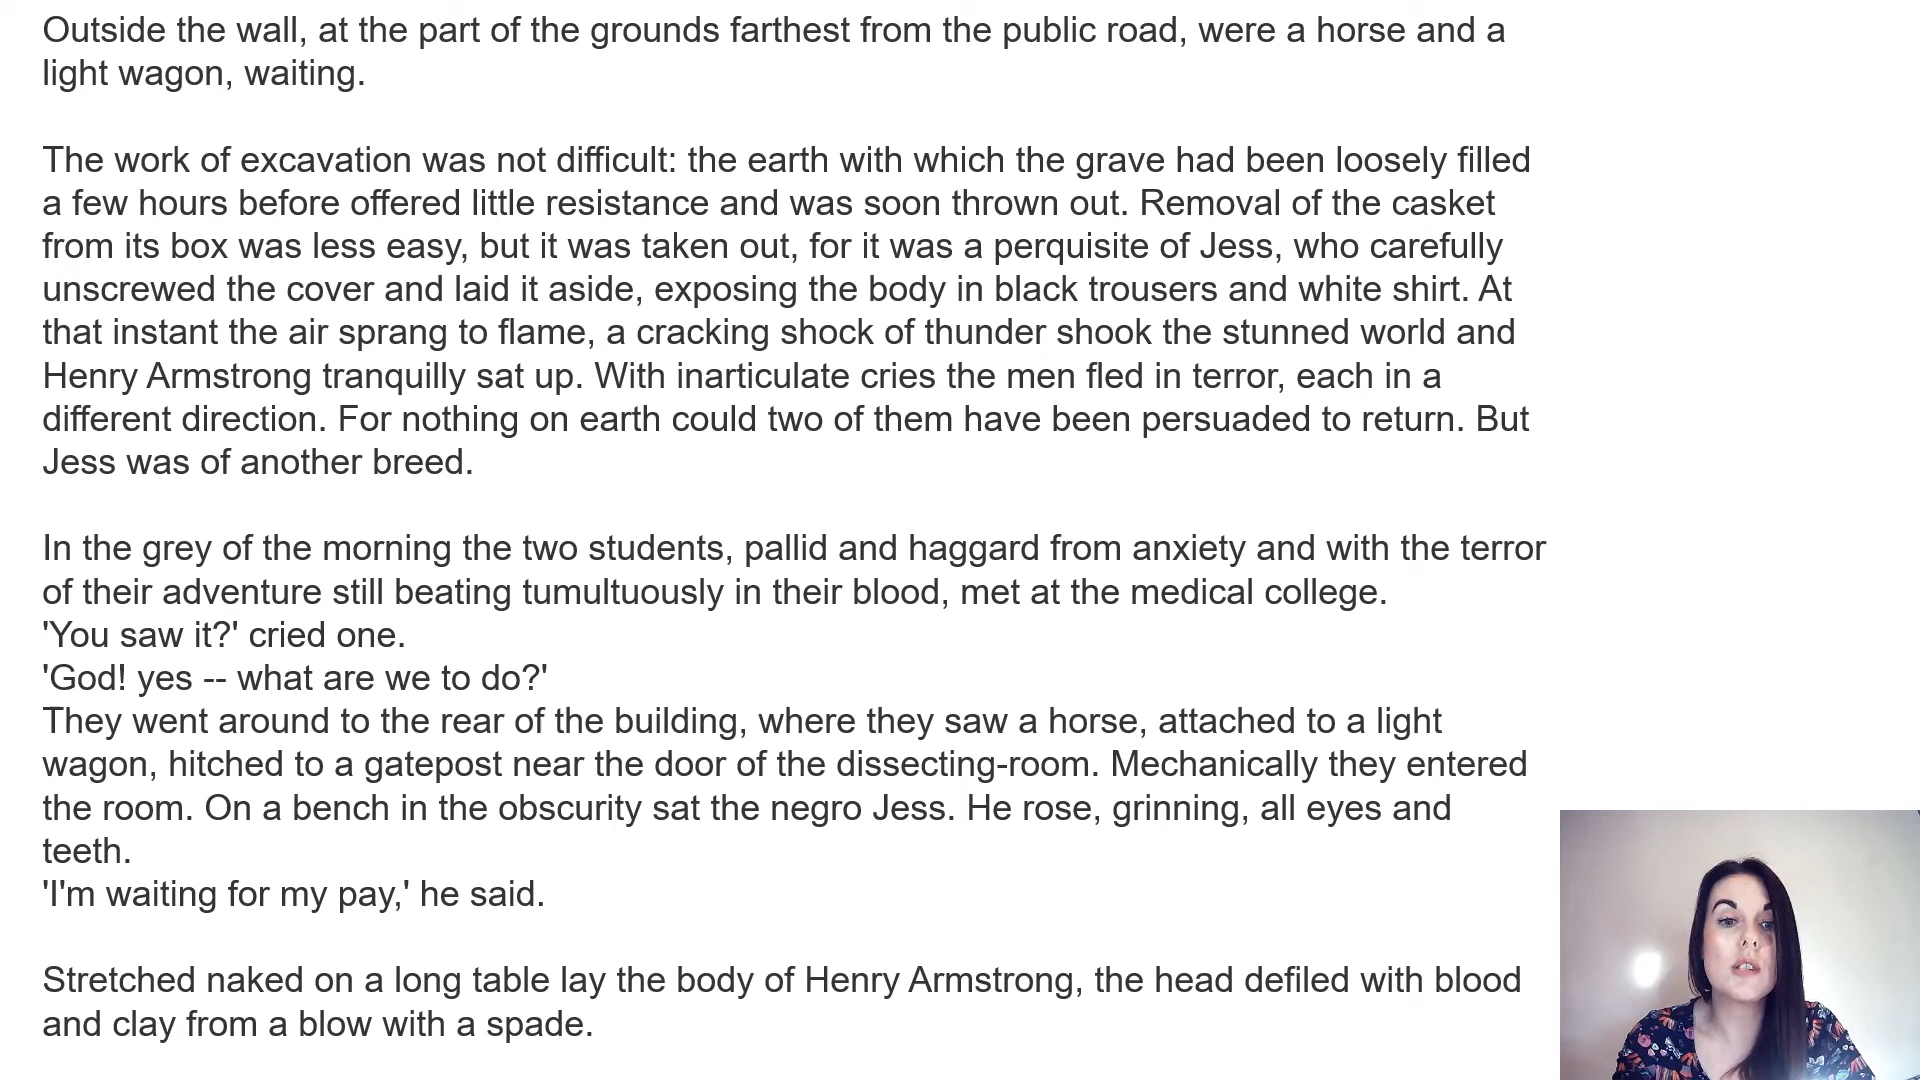 Outside the wall, at the part of the grounds farthest from the public road, were a horse and a
light wagon, waiting.
The work of excavation was not difficult: the earth with which the grave had been loosely filled
a few hours before offered little resistance and was soon thrown out. Removal of the casket
from its box was less easy, but it was taken out, for it was a perquisite of Jess, who carefully
unscrewed the cover and laid it aside, exposing the body in black trousers and white shirt. At
that instant the air sprang to flame, a cracking shock of thunder shook the stunned world and
Henry Armstrong tranquilly sat up. With inarticulate cries the men fled in terror, each in a
different direction. For nothing on earth could two of them have been persuaded to return. But
Jess was of another breed.
In the grey of the morning the two students, pallid and haggard from anxiety and with the terror
of their adventure still beating tumultuously in their blood, met at the medical college.
'You saw it?' cried one.
'God! yes -- what are we to do?'
They went around to the rear of the building, where they saw a horse, attached to a light
wagon, hitched to a gatepost near the door of the dissecting-room. Mechanically they entered
the room. On a bench in the obscurity sat the negro Jess. He rose, grinning, all eyes and
teeth.
'I'm waiting for my pay,' he said.
Stretched naked on a long table lay the body of Henry Armstrong, the head defiled with blood
and clay from a blow with a spade.